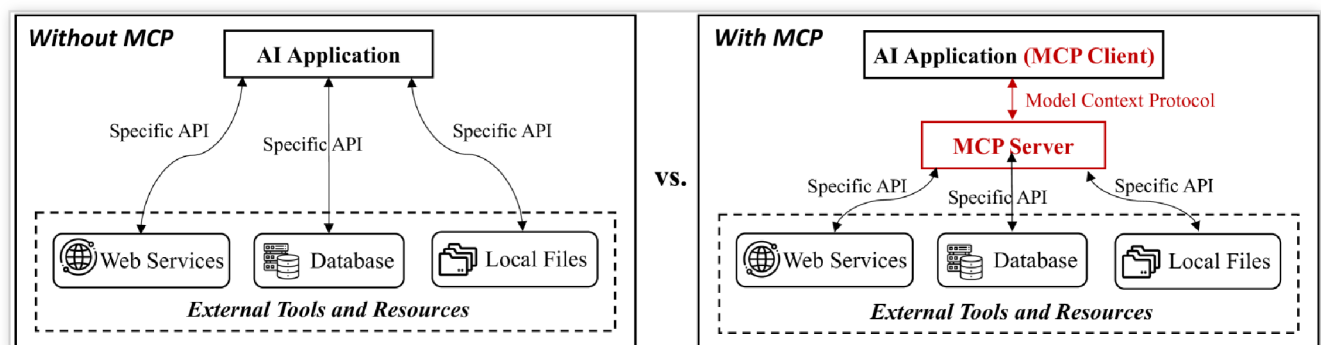 Without MCP
AI Application
Specific API
Specific API
Specific API
Web Services
Database
Local Files
External Tools and Resources
vs.
With MCP
AI Application (MCP Client)
Model Context Protocol
MCP Server
Specific API
Specific API
Specific API
Web Services
Database
Local Files
External Tools and Resources